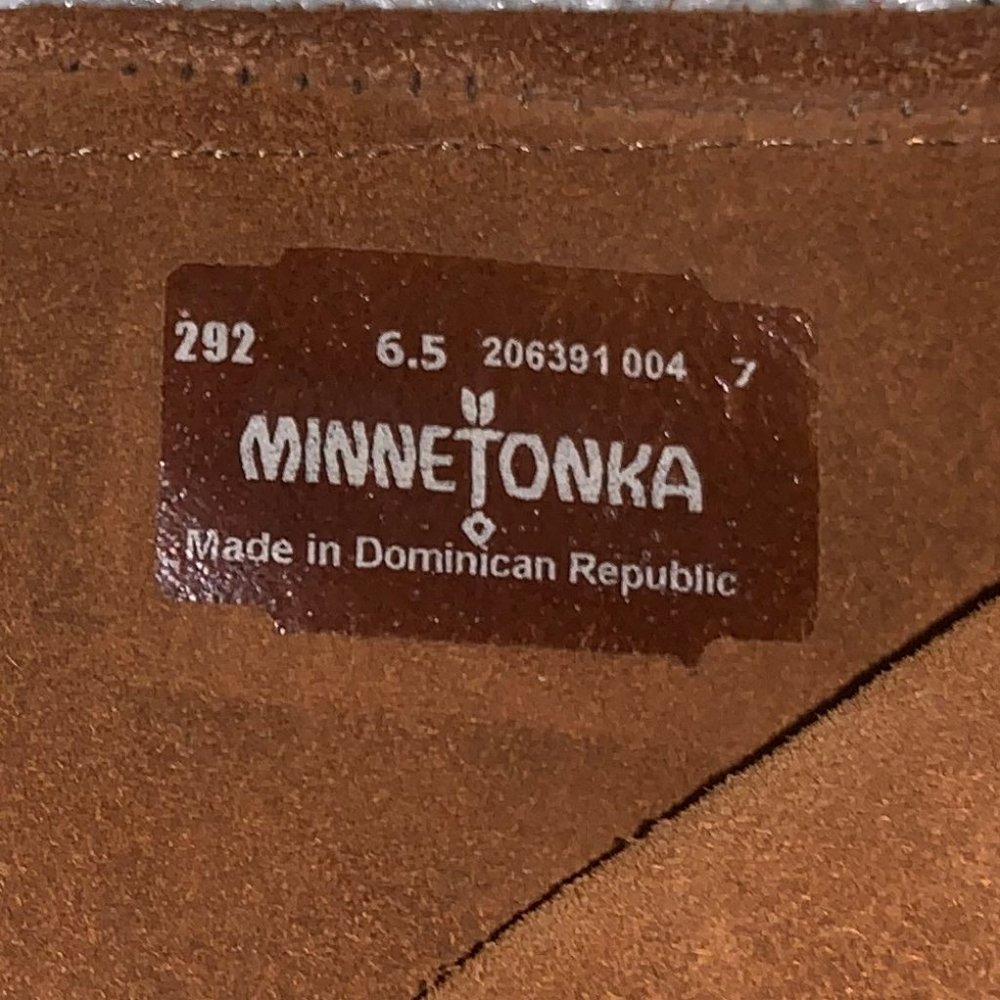 292 6.5 206391 004 7
MINNETONKA
Made in Dominican Republic